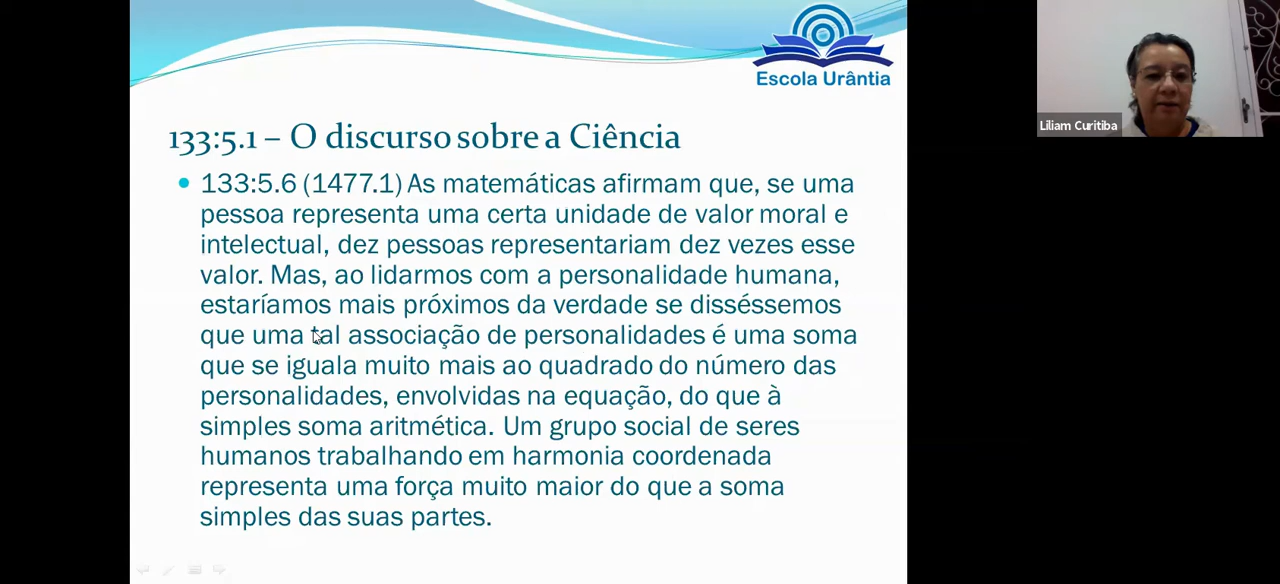 Escola Urântia
Liliam Curitiba
133:5.1 – O discurso sobre a Ciência
• 133:5.6 (1477.1) As matemáticas afirmam que, se uma
pessoa representa uma certa unidade de valor moral e
intelectual, dez pessoas representariam dez vezes esse
valor. Mas, ao lidarmos com a personalidade humana,
estaríamos mais próximos da verdade se disséssemos
que uma tal associação de personalidades é uma soma
que se iguala muito mais ao quadrado do número das
personalidades, envolvidas na equação, do que à
simples soma aritmética. Um grupo social de seres
humanos trabalhando em harmonia coordenada
representa uma força muito maior do que a soma
simples das suas partes.